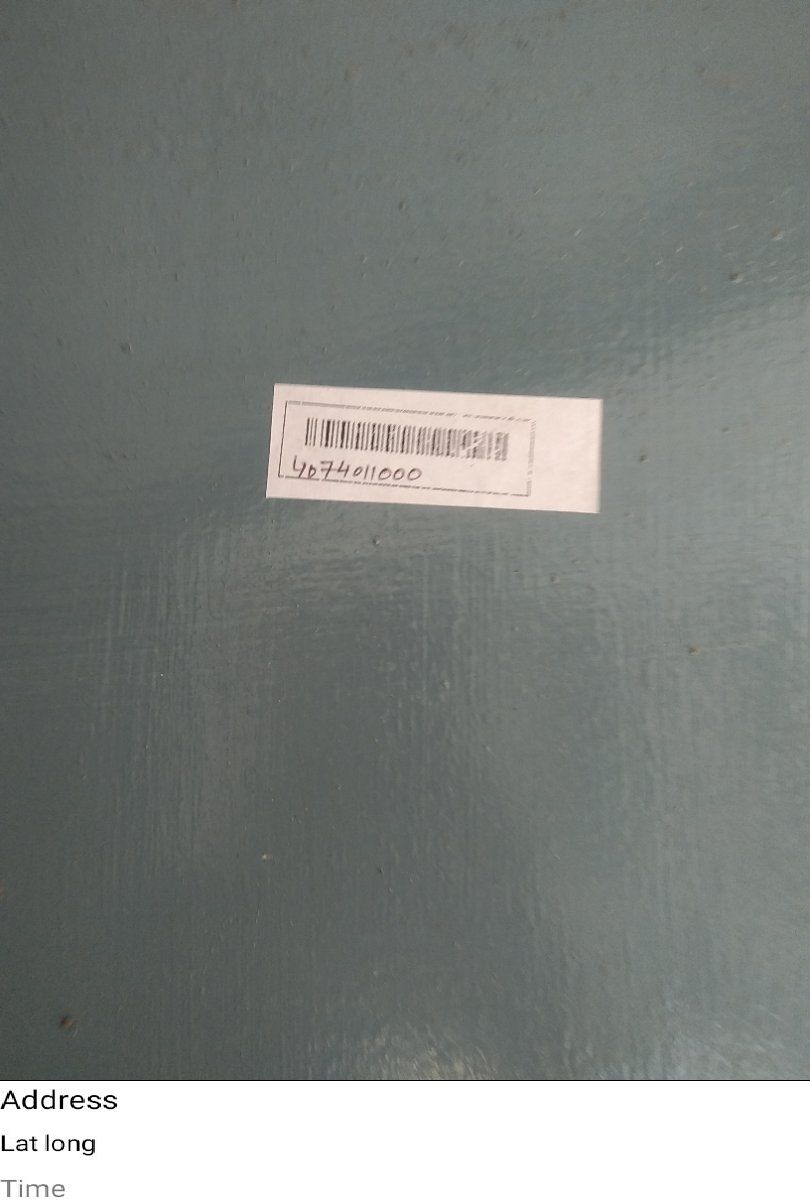 4074011000
Address
Lat long
Time